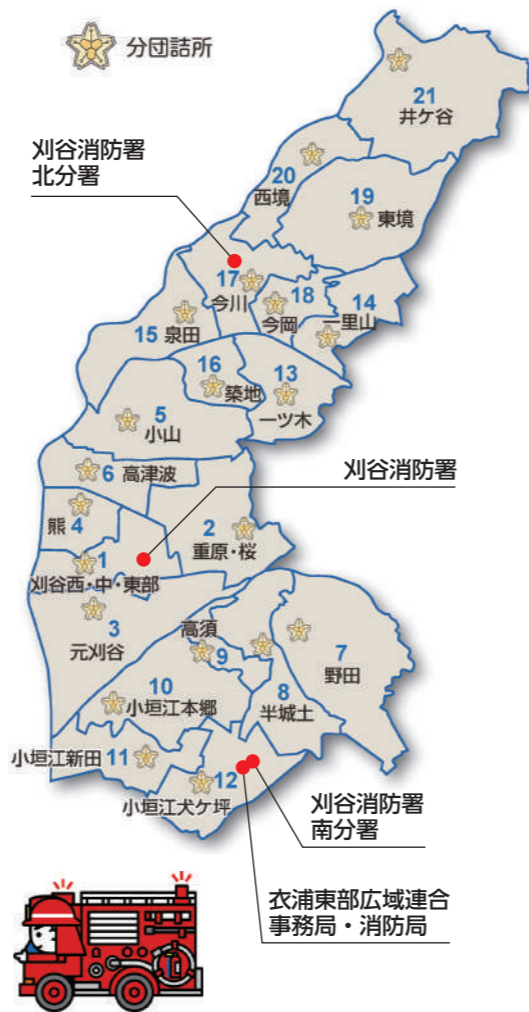 分団詰所
21
井ケ谷
刈谷消防署
北分署
20
西境
19
東境
17
今川
18
今岡
14
一里山
15 泉田
16
築地
13
一ツ木
5
小山
6 高津波
刈谷消防署
熊 4
2
重原・桜
1
刈谷西・中・東部
3
元刈谷
高須
9
7
野田
8
半城土
10
小垣江本郷
小垣江新田 11
12
小垣江犬ケ坪
刈谷消防署
南分署
衣浦東部広域連合
事務局・消防局